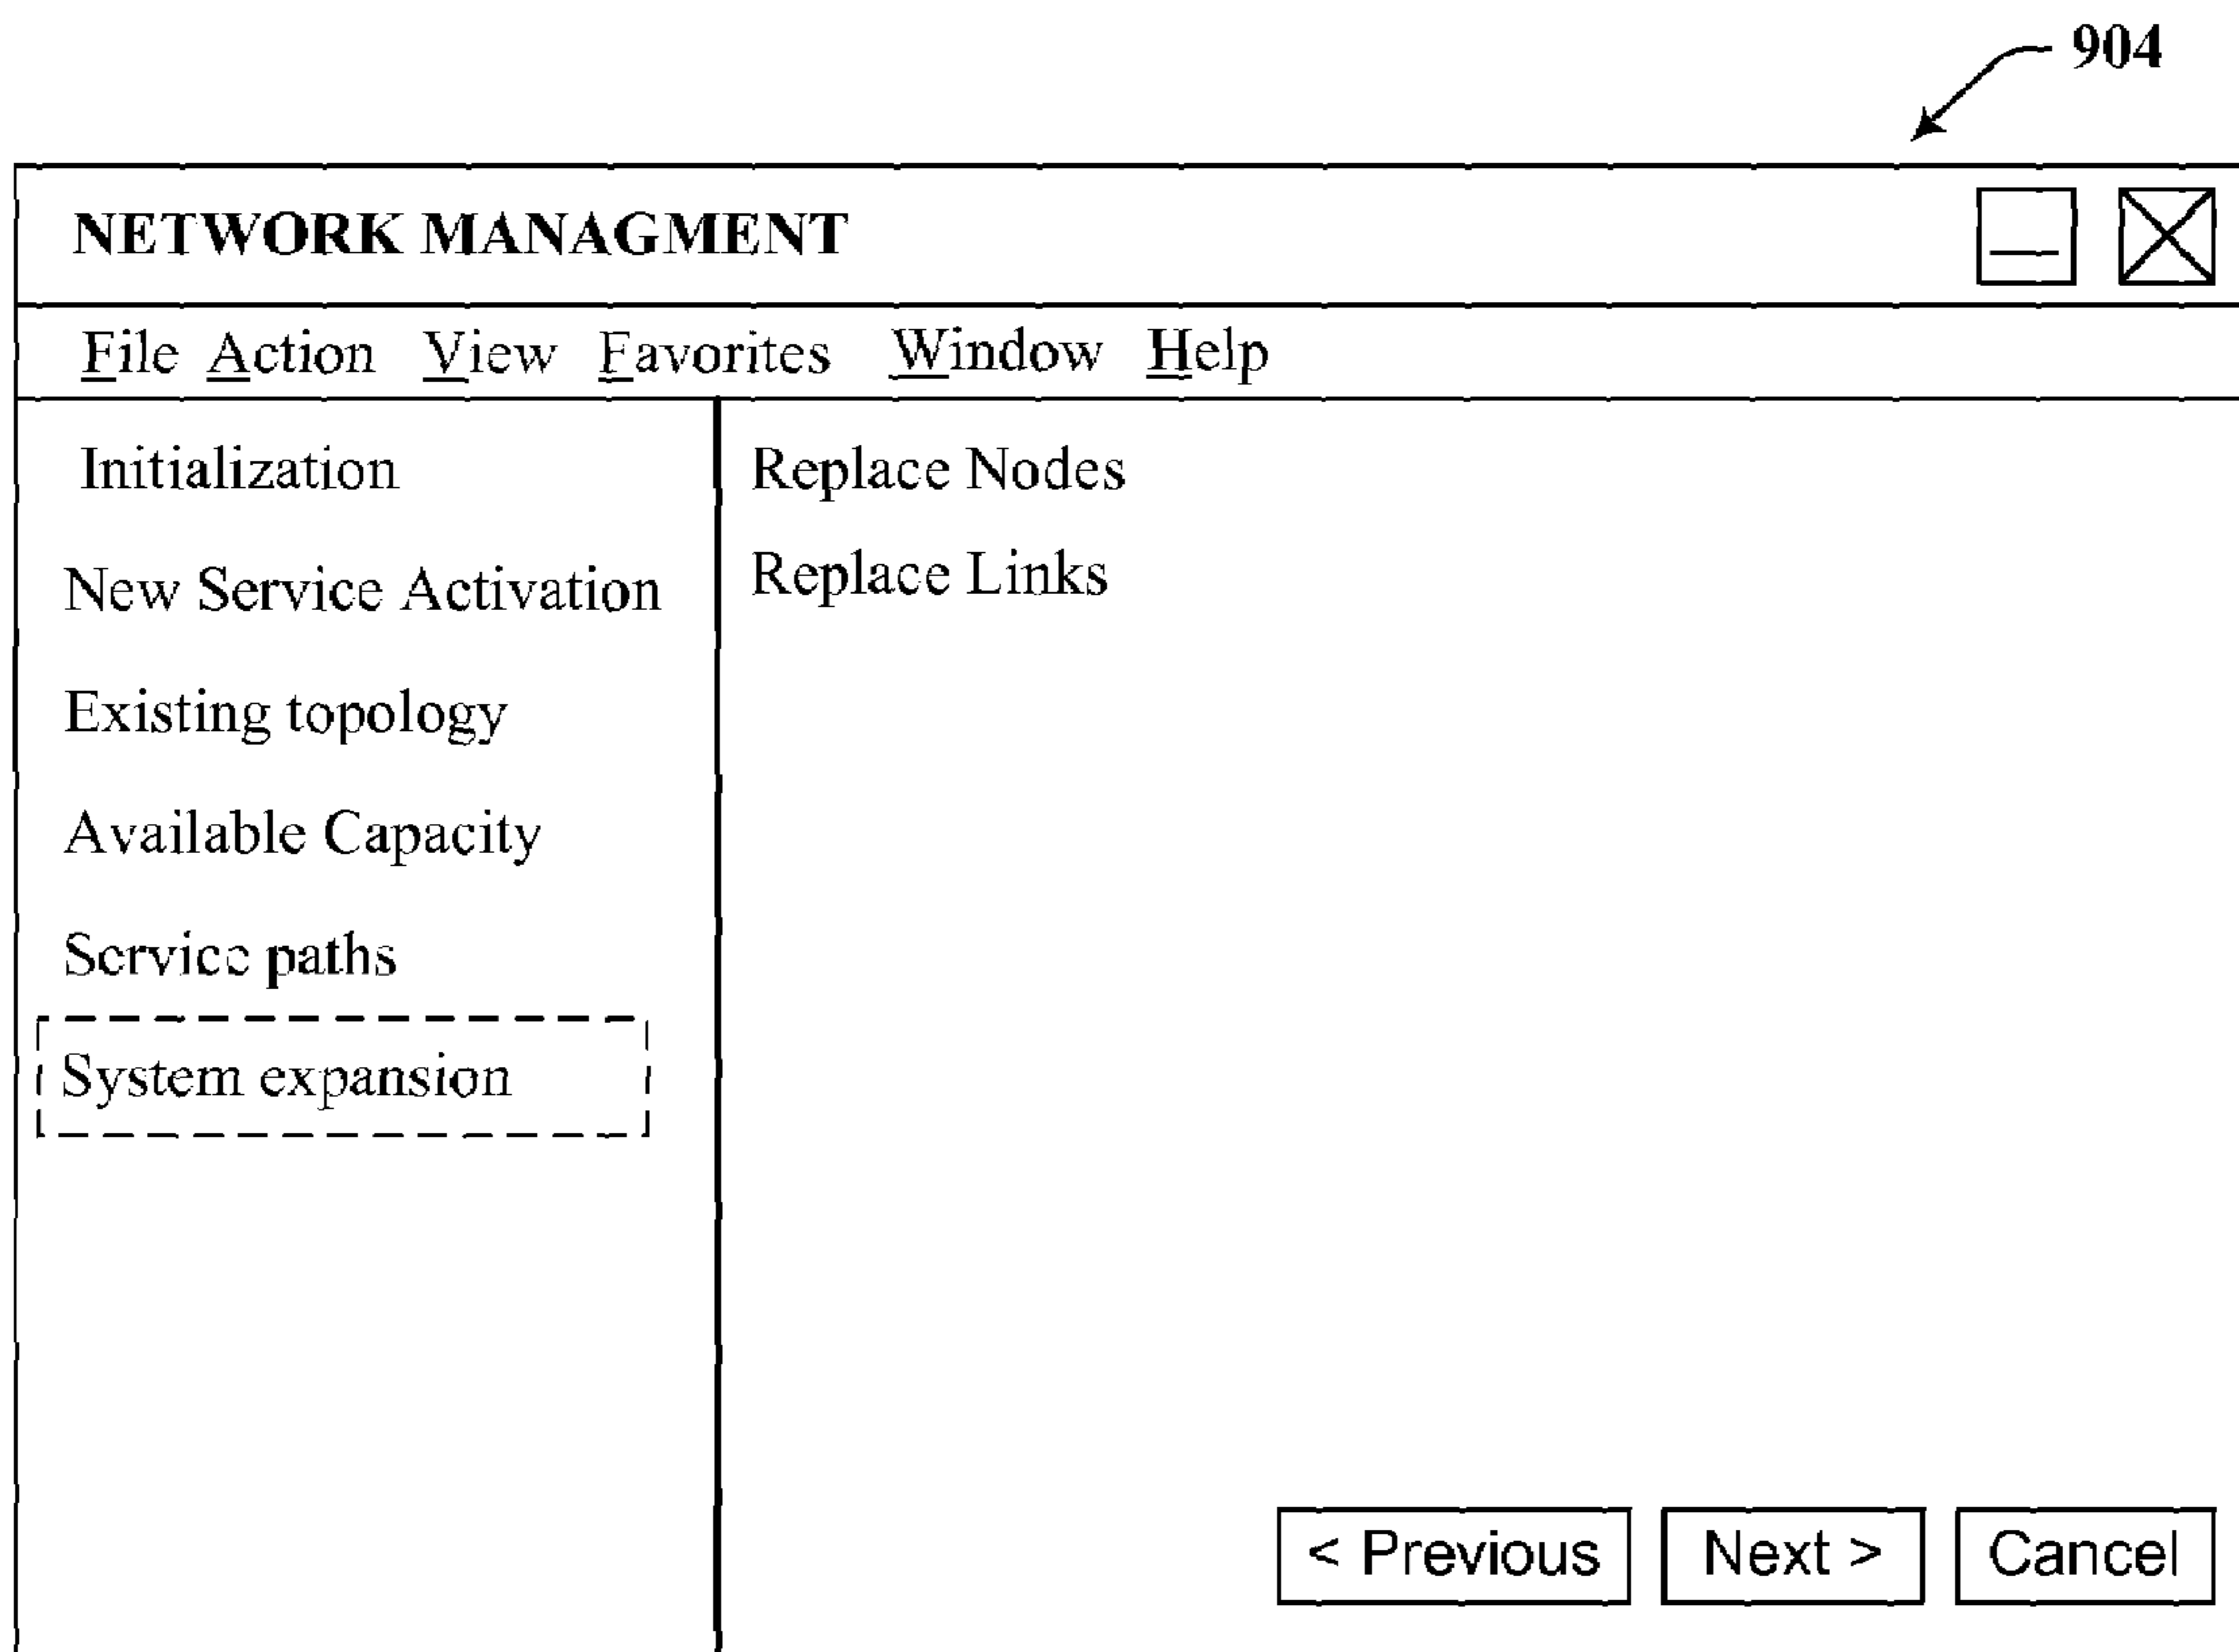 904
NETWORK MANAGMENT
File Action View Favorites Window Help
Initialization
New Service Activation
Existing topology
Available Capacity
Service paths
System expansion
Replace Nodes
Replace Links
< Previous
Next >
Cancel